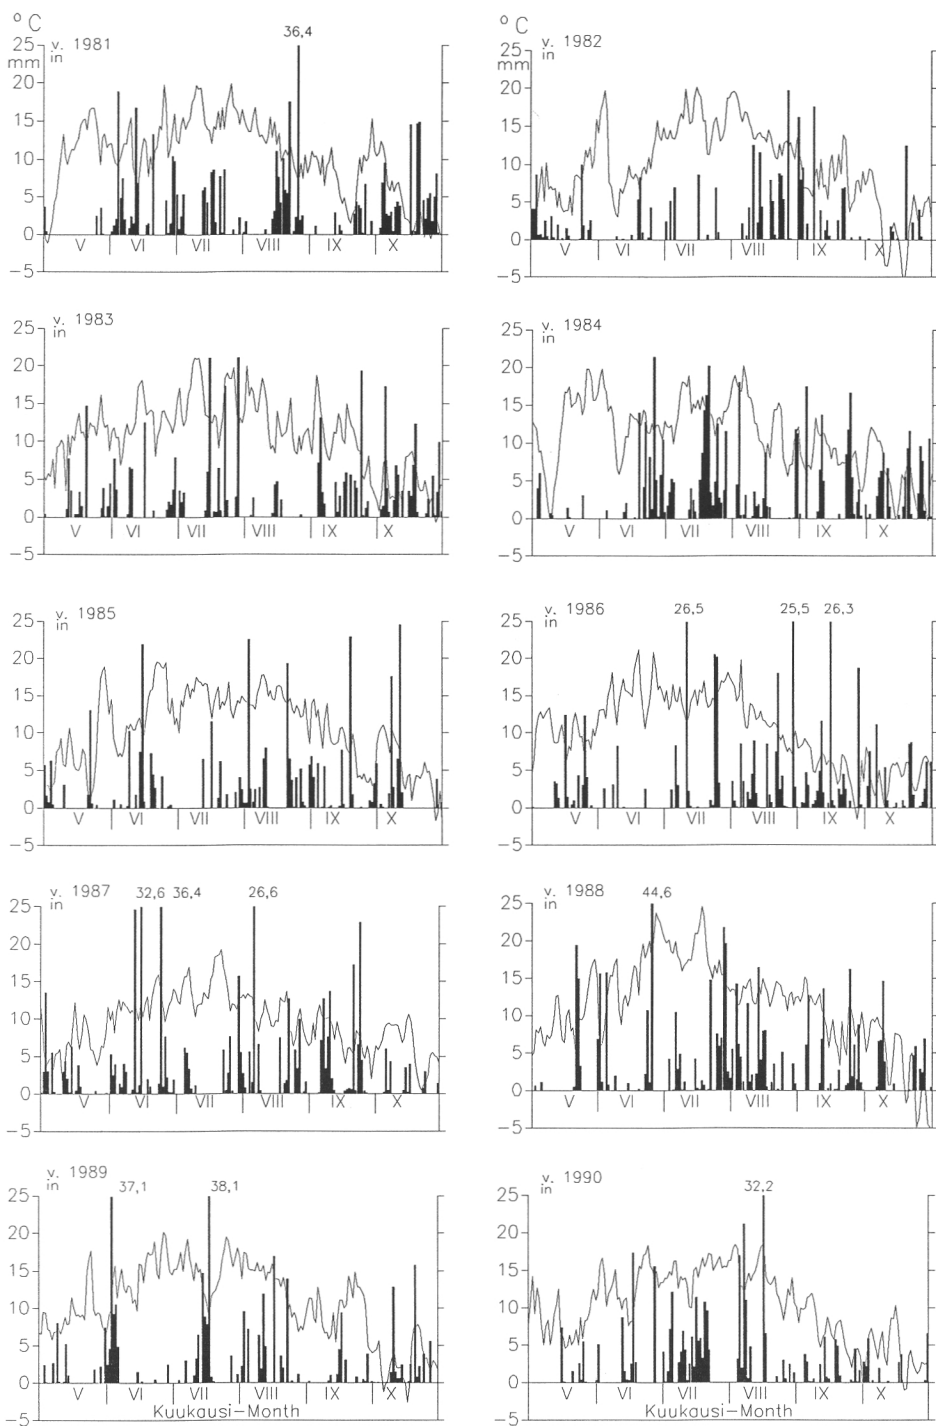 °C
25
mm
20
15
10
5
0
-5
v. 1981
in
36,4
V VI VII VIII IX X
°C
25
mm
20
15
10
5
0
-5
v. 1982
in
V VI VII VIII IX X
25
20
15
10
5
0
-5
v. 1983
in
V VI VII VIII IX X
25
20
15
10
5
0
-5
v. 1984
in
V VI VII VIII IX X
25
20
15
10
5
0
-5
v. 1985
in
V VI VII VIII IX X
25
20
15
10
5
0
-5
v. 1986
in
26,5 25,5 26,3
V VI VII VIII IX X
25
20
15
10
5
0
-5
v. 1987
in
32,6 36,4 26,6
V VI VII VIII IX X
25
20
15
10
5
0
-5
v. 1988
in
44,6
V VI VII VIII IX X
25
20
15
10
5
0
-5
v. 1989
in
37,1 38,1
V VI VII VIII IX X
Kuukausi-Month
25
20
15
10
5
0
-5
v. 1990
in
32,2
V VI VII VIII IX X
Kuukausi-Month